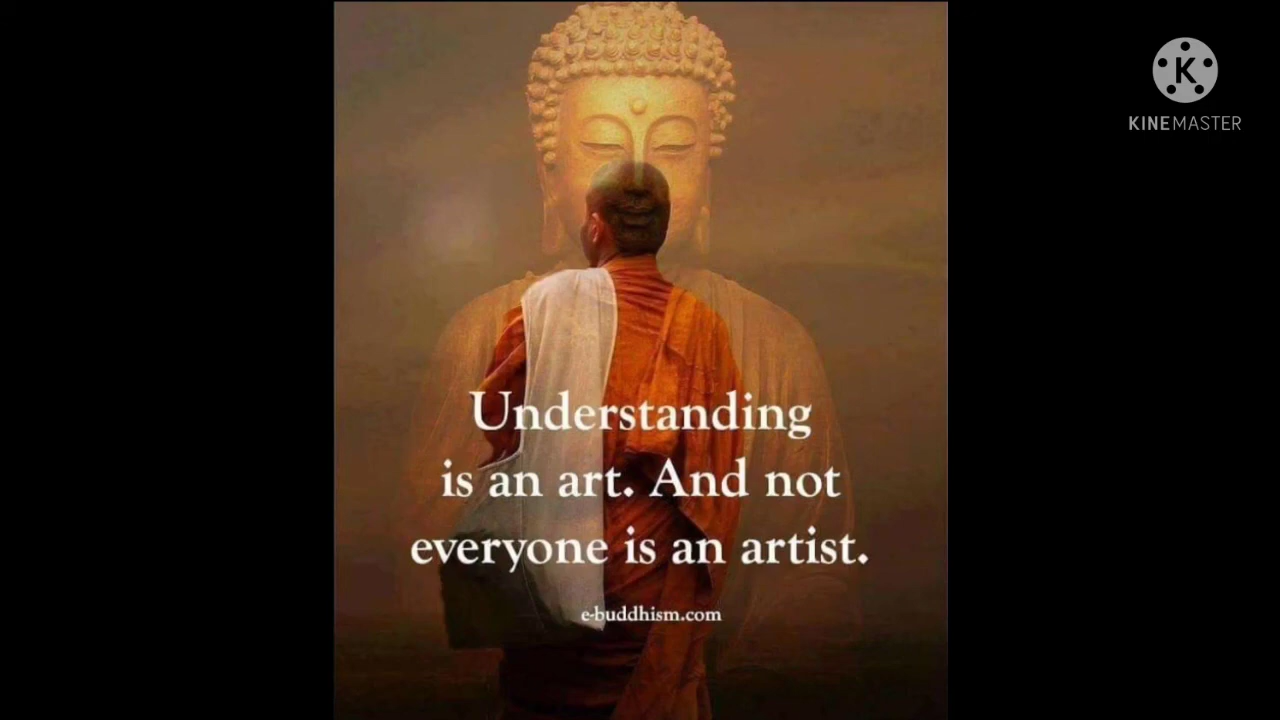 KINEMASTER
Understanding
is an art. And not
everyone is an artist.
e-buddhism.com